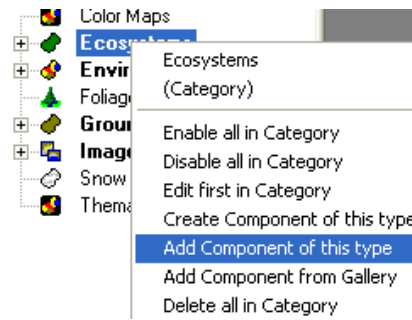 Color Maps
Ecosystems
Envir
Foliag
Groun
Image
Snow
Thema
Ecosystems
(Category)
Enable all in Category
Disable all in Category
Edit first in Category
Create Component of this type
Add Component of this type
Add Component from Gallery
Delete all in Category